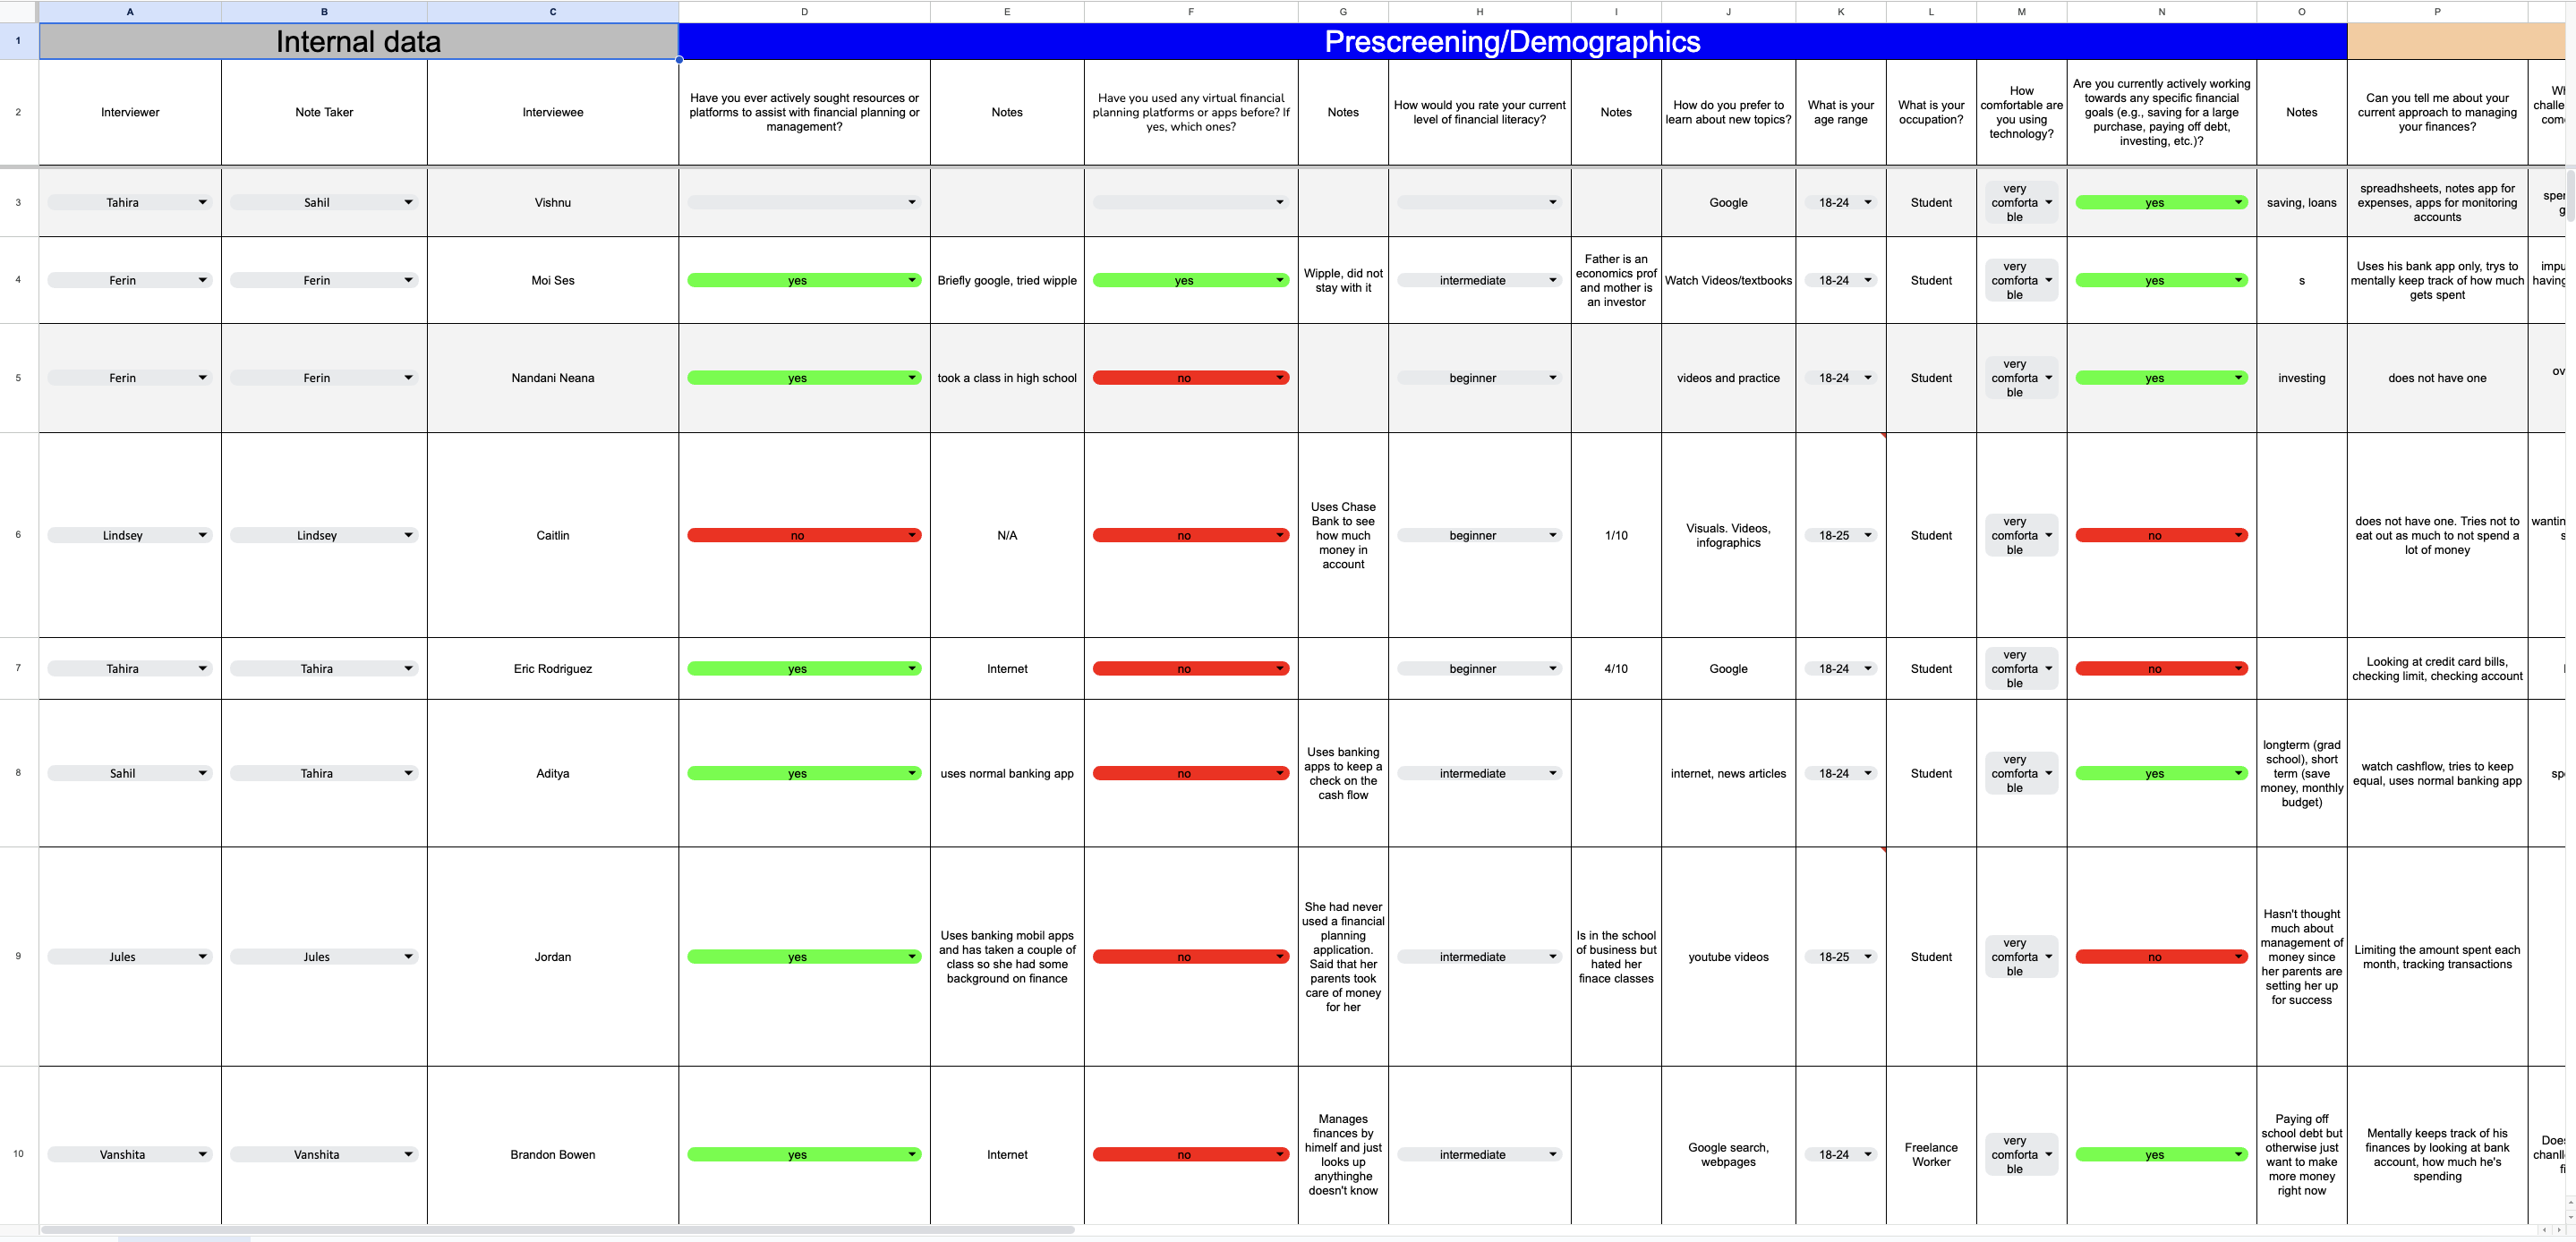 A B C D E F G H I J K L M N O P
1 Internal data Prescreening/Demographics
2
Interviewer
Note Taker
Interviewee
Have you ever actively sought resources or
platforms to assist with financial planning or
management?
Notes
Have you used any virtual financial
planning platforms or apps before? If
yes, which ones?
Notes
How would you rate your current
level of financial literacy?
Notes
How do you prefer to
learn about new topics?
What is your
age range
What is your
occupation?
How
comfortable are
you using
technology?
Are you currently actively working
towards any specific financial
goals (e.g., saving for a large
purchase, paying off debt,
investing, etc.)?
Notes
Can you tell me about your
current approach to managing
your finances?
3
Tahira
Sahil
Vishnu
Google
18-24
Student
very
comforta
ble
yes
saving, loans
spreadhsheets, notes app for
expenses, apps for monitoring
accounts
4
Ferin
Ferin
Moi Ses
yes
Briefly google, tried wipple
yes
Wipple, did not
stay with it
intermediate
Father is an
economics prof
and mother is
an investor
Watch Videos/textbooks
18-24
Student
very
comforta
ble
yes
s
Uses his bank app only, trys to
mentally keep track of how much
gets spent
having
5
Ferin
Ferin
Nandani Neana
yes
took a class in high school
no
beginner
videos and practice
18-24
Student
very
comforta
ble
yes
investing
does not have one
6
Lindsey
Lindsey
Caitlin
no
N/A
no
Uses Chase
Bank to see
how much
money in
account
beginner
1/10
Visuals. Videos,
infographics
18-25
Student
very
comforta
ble
no
does not have one. Tries not to
eat out as much to not spend a
lot of money
7
Tahira
Tahira
Eric Rodriguez
yes
Internet
no
beginner
4/10
Google
18-24
Student
very
comforta
ble
no
Looking at credit card bills,
checking limit, checking account
8
Sahil
Tahira
Aditya
yes
uses normal banking app
no
Uses banking
apps to keep a
check on the
cash flow
intermediate
internet, news articles
18-24
Student
very
comforta
ble
yes
longterm (grad
school), short
term (save
money, monthly
budget)
watch cashflow, tries to keep
equal, uses normal banking app
9
Jules
Jules
Jordan
yes
Uses banking mobil apps
and has taken a couple of
class so she had some
background on finance
no
She had never
used a financial
planning
application.
Said that her
parents took
care of money
for her
intermediate
Is in the school
of business but
hated her
finace classes
youtube videos
18-25
Student
very
comforta
ble
no
Hasn't thought
much about
management of
money since
her parents are
setting her up
for success
Limiting the amount spent each
month, tracking transactions
10
Vanshita
Vanshita
Brandon Bowen
yes
Internet
no
Manages
finances by
himelf and just
looks up
anythinghe
doesn't know
intermediate
Google search,
webpages
18-24
Freelance
Worker
very
comforta
ble
yes
Paying off
school debt but
otherwise just
want to make
more money
right now
Mentally keeps track of his
finances by looking at bank
account, how much he's
spending